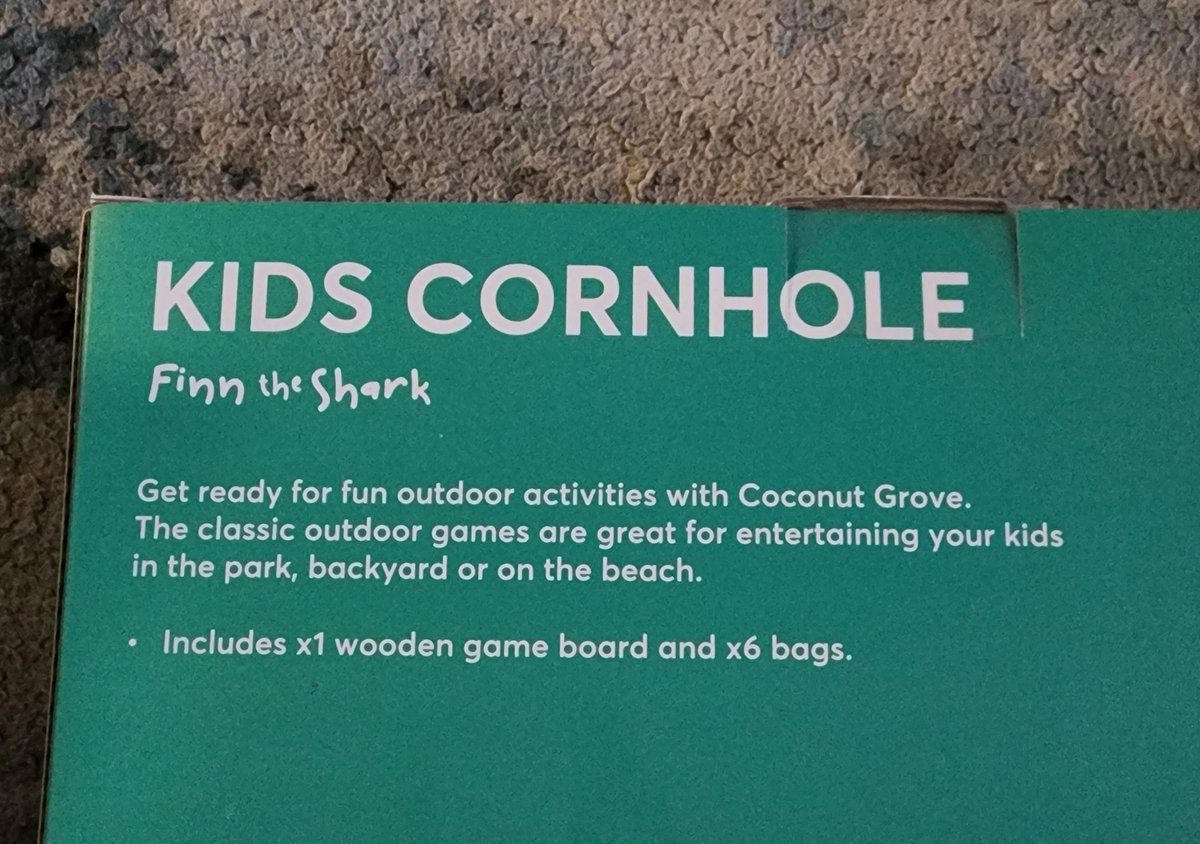 KIDS CORNHOLE
Finn the Shark
Get ready for fun outdoor activities with Coconut Grove.
The classic outdoor games are great for entertaining your kids
in the park, backyard or on the beach.
• Includes x1 wooden game board and x6 bags.